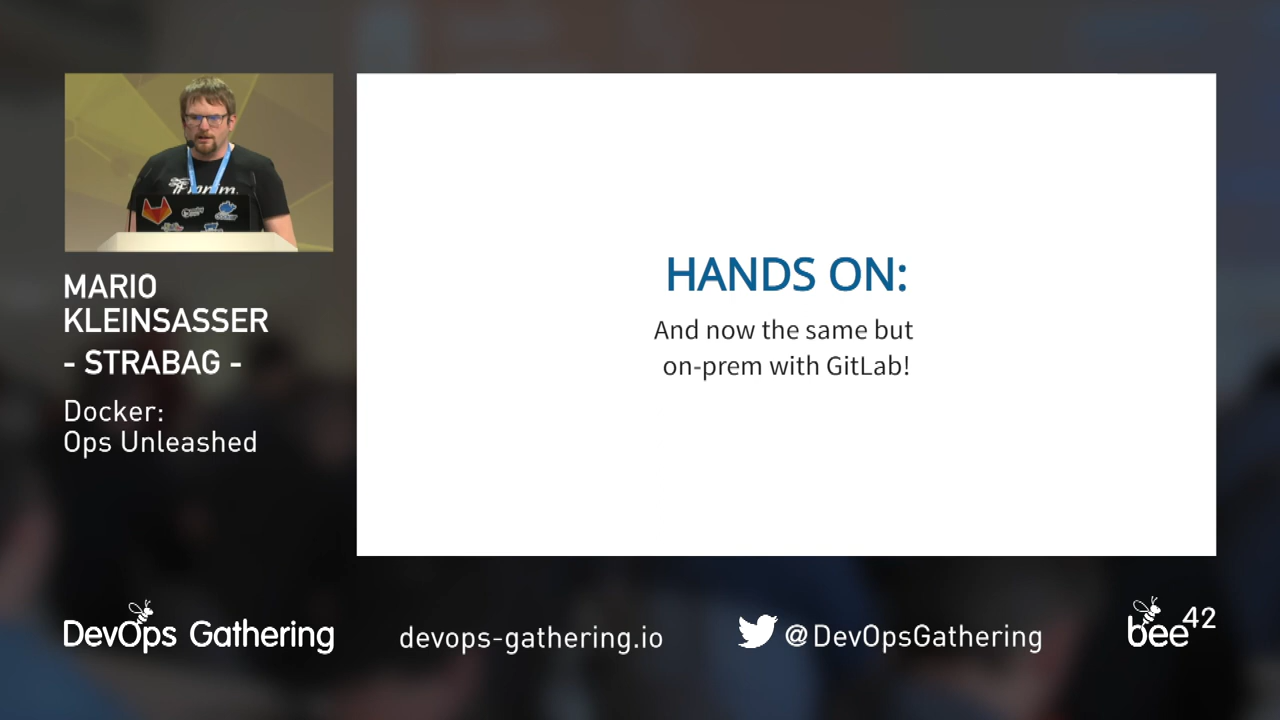 MARIO
KLEINSASSER
- STRABAG -
Docker:
Ops Unleashed
HANDS ON:
And now the same but
on-prem with GitLab!
DevOps Gathering
devops-gathering.io
@DevOpsGathering
bee42